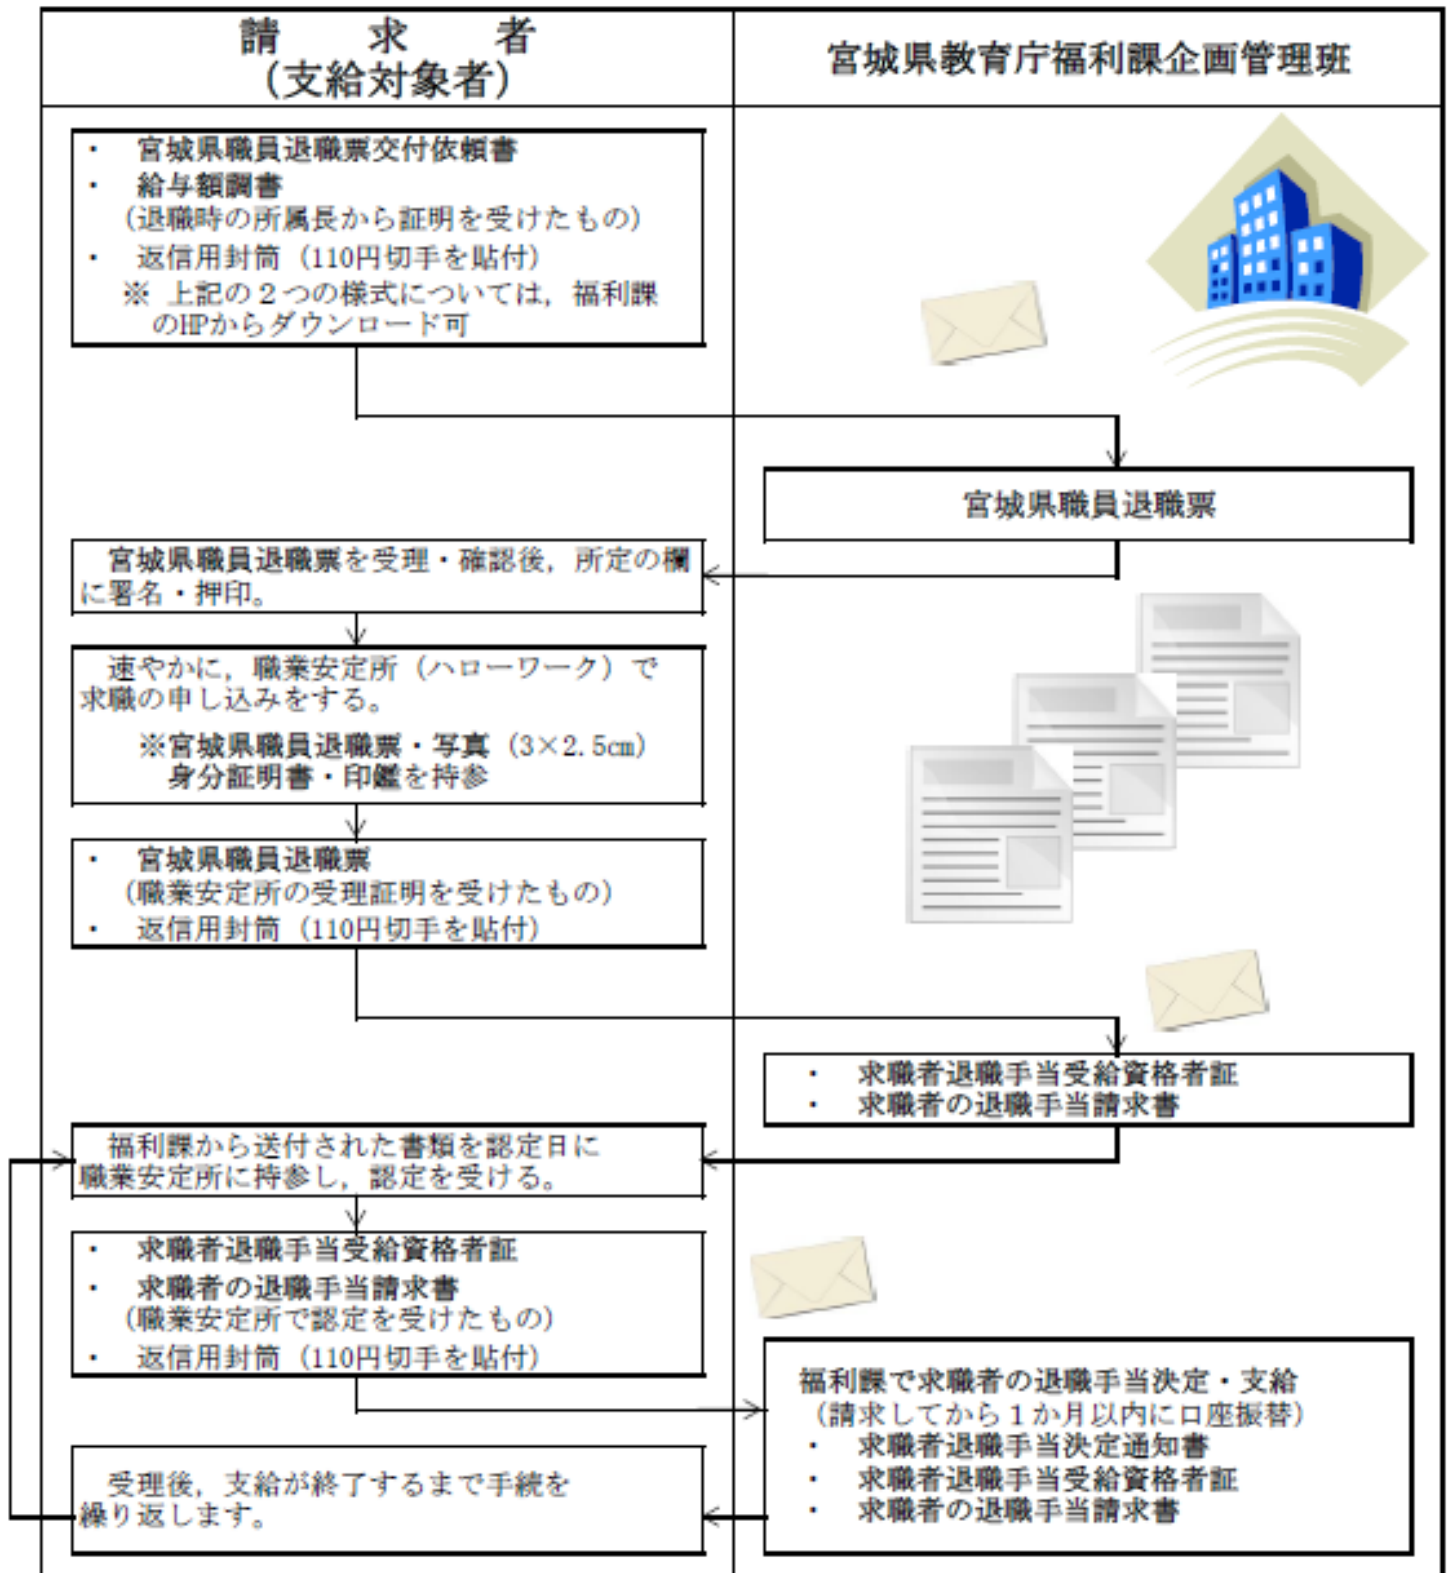 請　求　者
（支給対象者）
宮城県教育庁福利課企画管理班
・　宮城県職員退職票交付依頼書
・　給与額調書
（退職時の所属長から証明を受けたもの）
・　返信用封筒（110円切手を貼付）
※ 上記の２つの様式については，福利課
のHPからダウンロード可
宮城県職員退職票
宮城県職員退職票を受理・確認後，所定の欄
に署名・押印。
速やかに，職業安定所（ハローワーク）で
求職の申し込みをする。
※宮城県職員退職票・写真（3×2.5㎝）
身分証明書・印鑑を持参
・　宮城県職員退職票
（職業安定所の受理証明を受けたもの）
・　返信用封筒（110円切手を貼付）
・　求職者退職手当受給資格者証
・　求職者の退職手当請求書
福利課から送付された書類を認定日に
職業安定所に持参し，認定を受ける。
・　求職者退職手当受給資格者証
・　求職者の退職手当請求書
（職業安定所で認定を受けたもの）
・　返信用封筒（110円切手を貼付）
福利課で求職者の退職手当決定・支給
（請求してから１か月以内に口座振替）
・　求職者退職手当決定通知書
・　求職者退職手当受給資格者証
・　求職者の退職手当請求書
受理後，支給が終了するまで手続を
繰り返します。